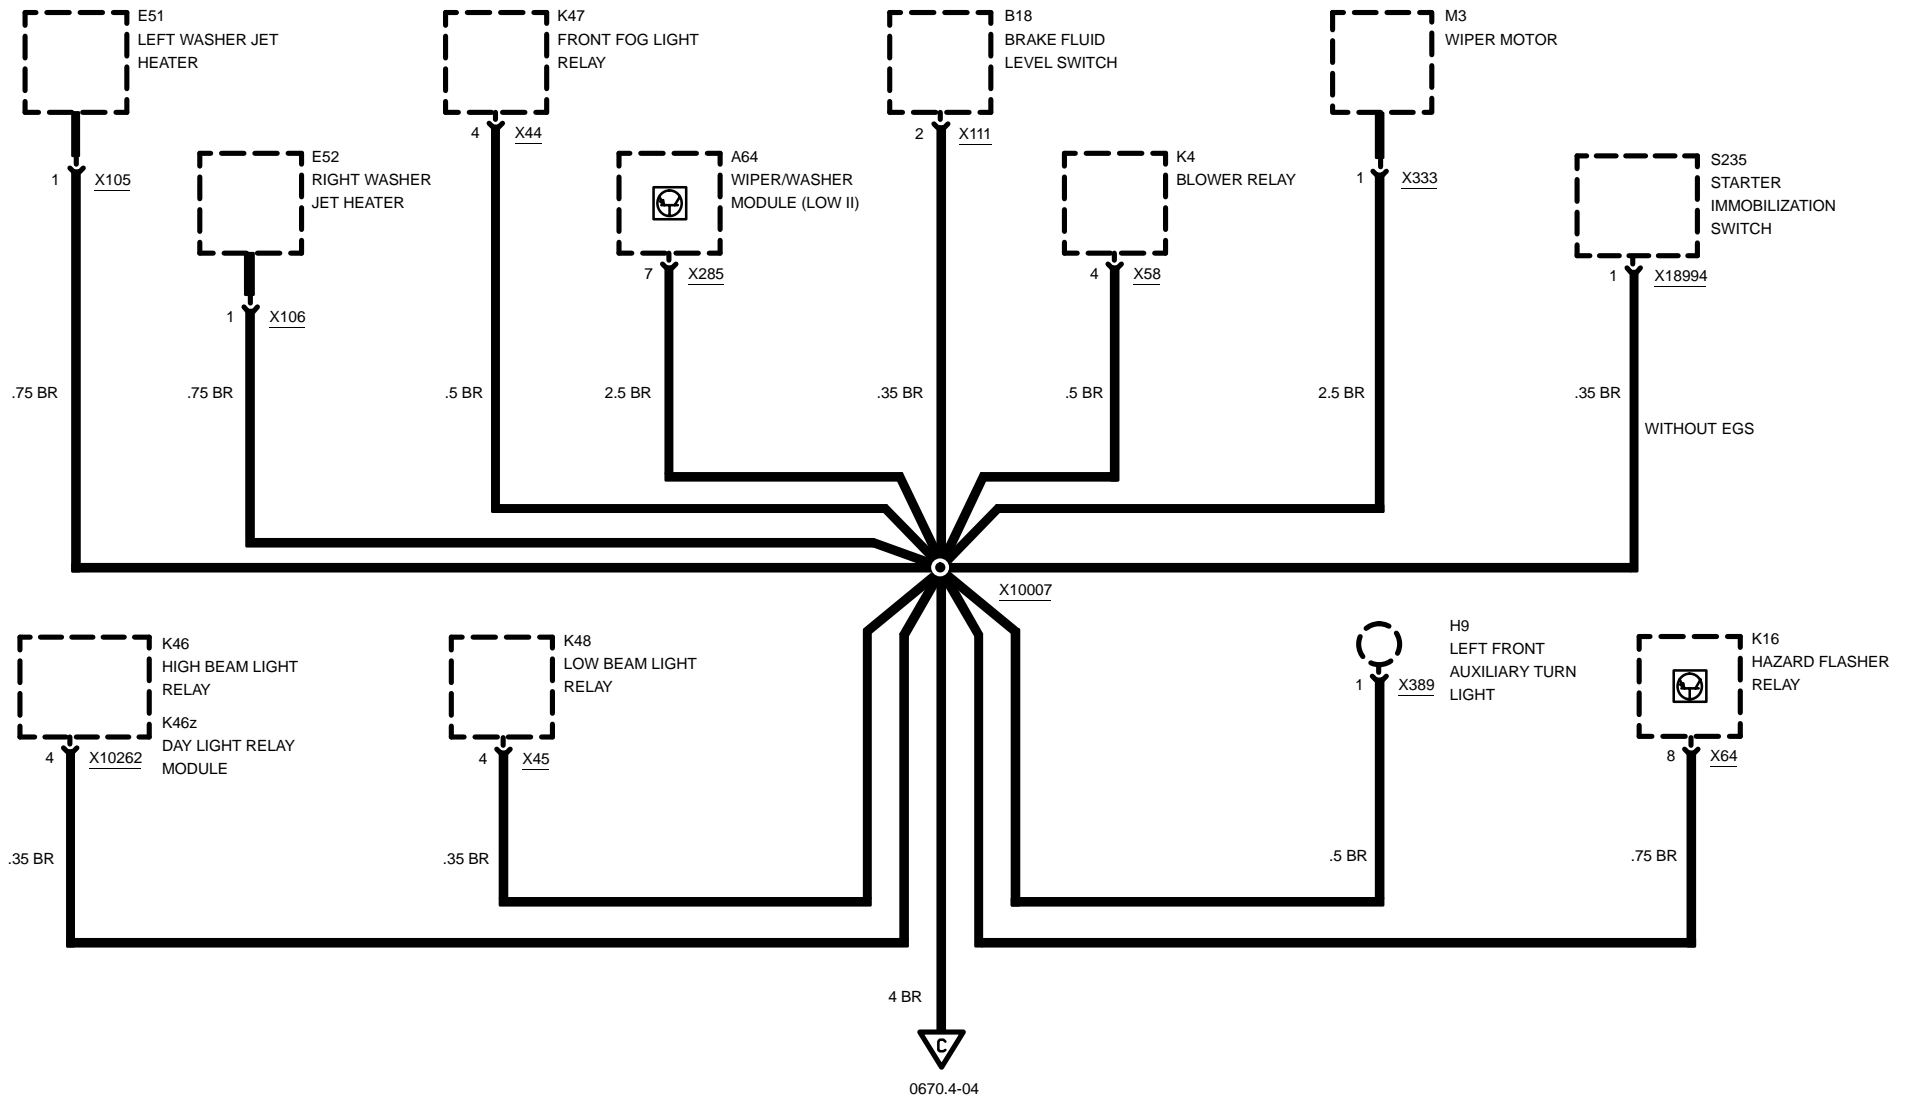 E51
LEFT WASHER JET
HEATER
1 X105
.75 BR
E52
RIGHT WASHER
JET HEATER
1 X106
.75 BR
K47
FRONT FOG LIGHT
RELAY
4 X44
.5 BR
A64
WIPER/WASHER
MODULE (LOW II)
7 X285
2.5 BR
B18
BRAKE FLUID
LEVEL SWITCH
2 X111
.35 BR
K4
BLOWER RELAY
4 X58
.5 BR
M3
WIPER MOTOR
1 X333
2.5 BR
S235
STARTER
IMMOBILIZATION
SWITCH
1 X18994
.35 BR
WITHOUT EGS
X10007
K46
HIGH BEAM LIGHT
RELAY
K46z
DAY LIGHT RELAY
MODULE
4 X10262
.35 BR
K48
LOW BEAM LIGHT
RELAY
4 X45
.35 BR
H9
LEFT FRONT
AUXILIARY TURN
LIGHT
1 X389
.5 BR
K16
HAZARD FLASHER
RELAY
8 X64
.75 BR
4 BR
C
0670.4-04